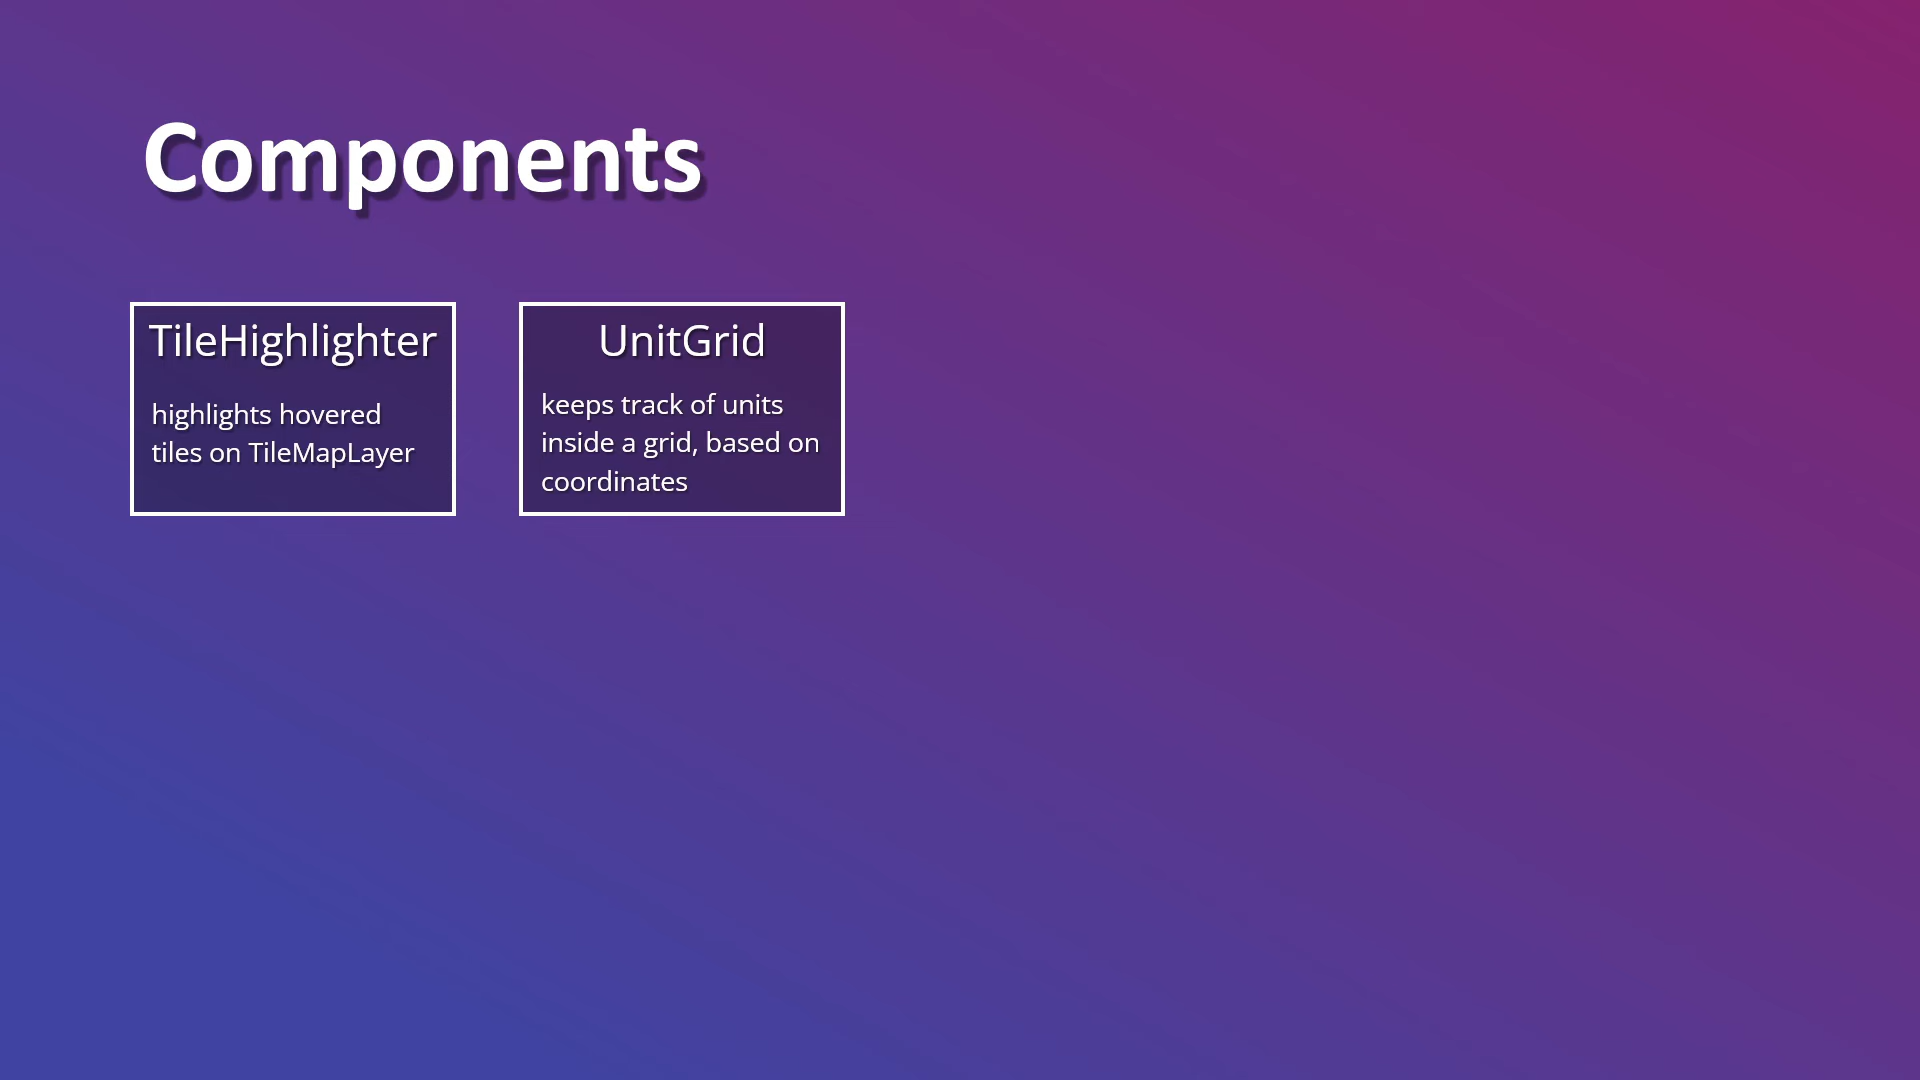 Components
TileHighlighter
highlights hovered
tiles on TileMapLayer
UnitGrid
keeps track of units
inside a grid, based on
coordinates